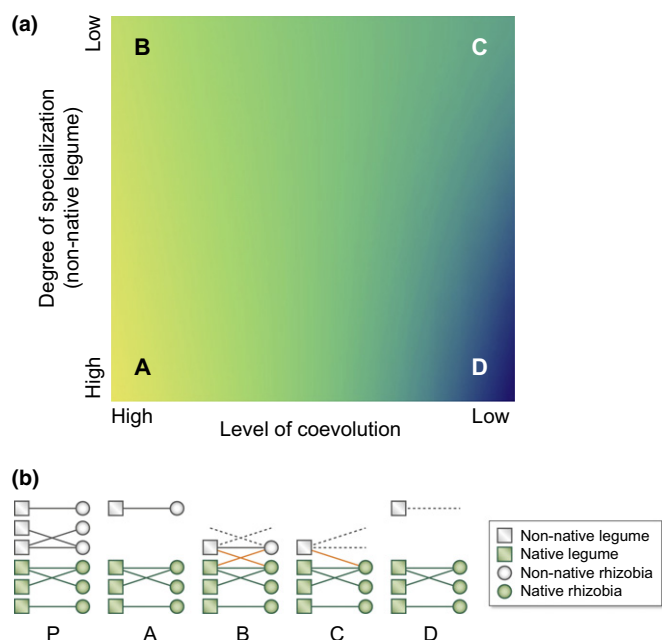 (a)
Low
B
C
Degree of specialization
(non-native legume)
High
A
D
High
Level of coevolution
Low
(b)
Non-native legume
Native legume
Non-native rhizobia
Native rhizobia
P
A
B
C
D